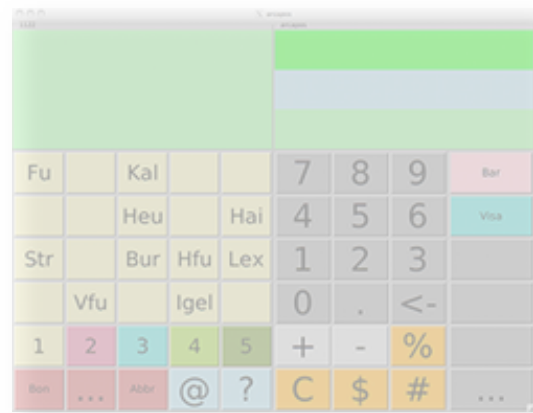 arcapos
Fu Kal 7 8 9 Bar
Heu Hai 4 5 6 Visa
Str Bur Hfu Lex 1 2 3
Vfu Igel 0 . <-
1 2 3 4 5 + - %
Bon ... Abbr @ ? C $ # ...